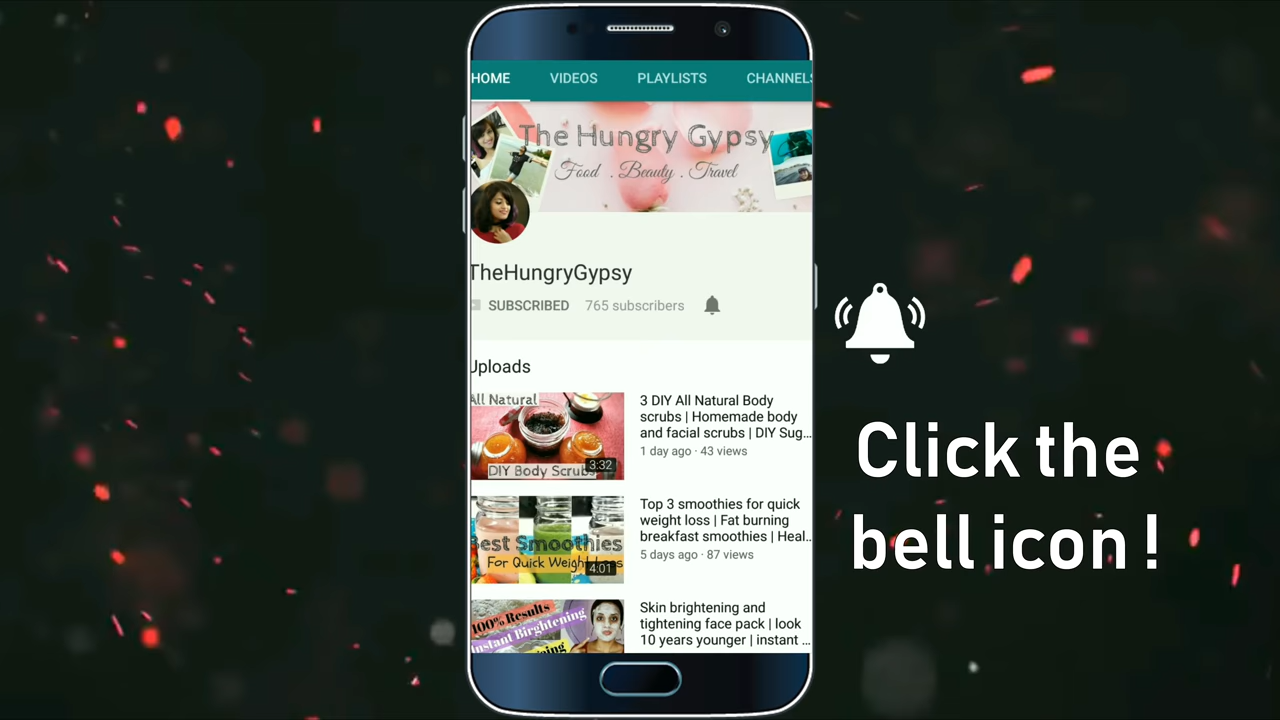 HOME VIDEOS PLAYLISTS CHANNELS
The Hungry Gypsy
Food . Beauty . Travel
TheHungryGypsy
SUBSCRIBED 765 subscribers
Uploads
All Natural
DIY Body Scrubs
3:32
3 DIY All Natural Body
scrubs | Homemade body
and facial scrubs | DIY Sug...
1 day ago · 43 views
Best Smoothies
For Quick Weight Loss
4:01
Top 3 smoothies for quick
weight loss | Fat burning
breakfast smoothies | Heal...
5 days ago · 87 views
100% Results
Instant Birghtening
Skin brightening and
tightening face pack | look
10 years younger | instant ...
Click the
bell icon !